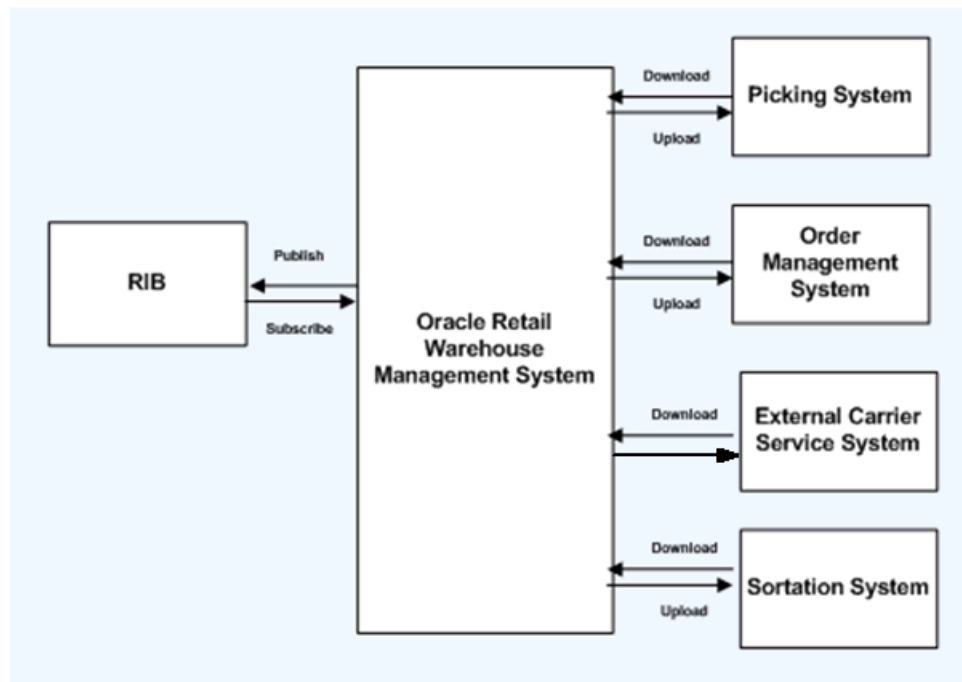 Download
Picking System
Upload
Download
Order
Management
System
Upload
RIB
Publish
Subscribe
Oracle Retail
Warehouse
Management System
Download
External Carrier
Service System
Download
Sortation System
Upload